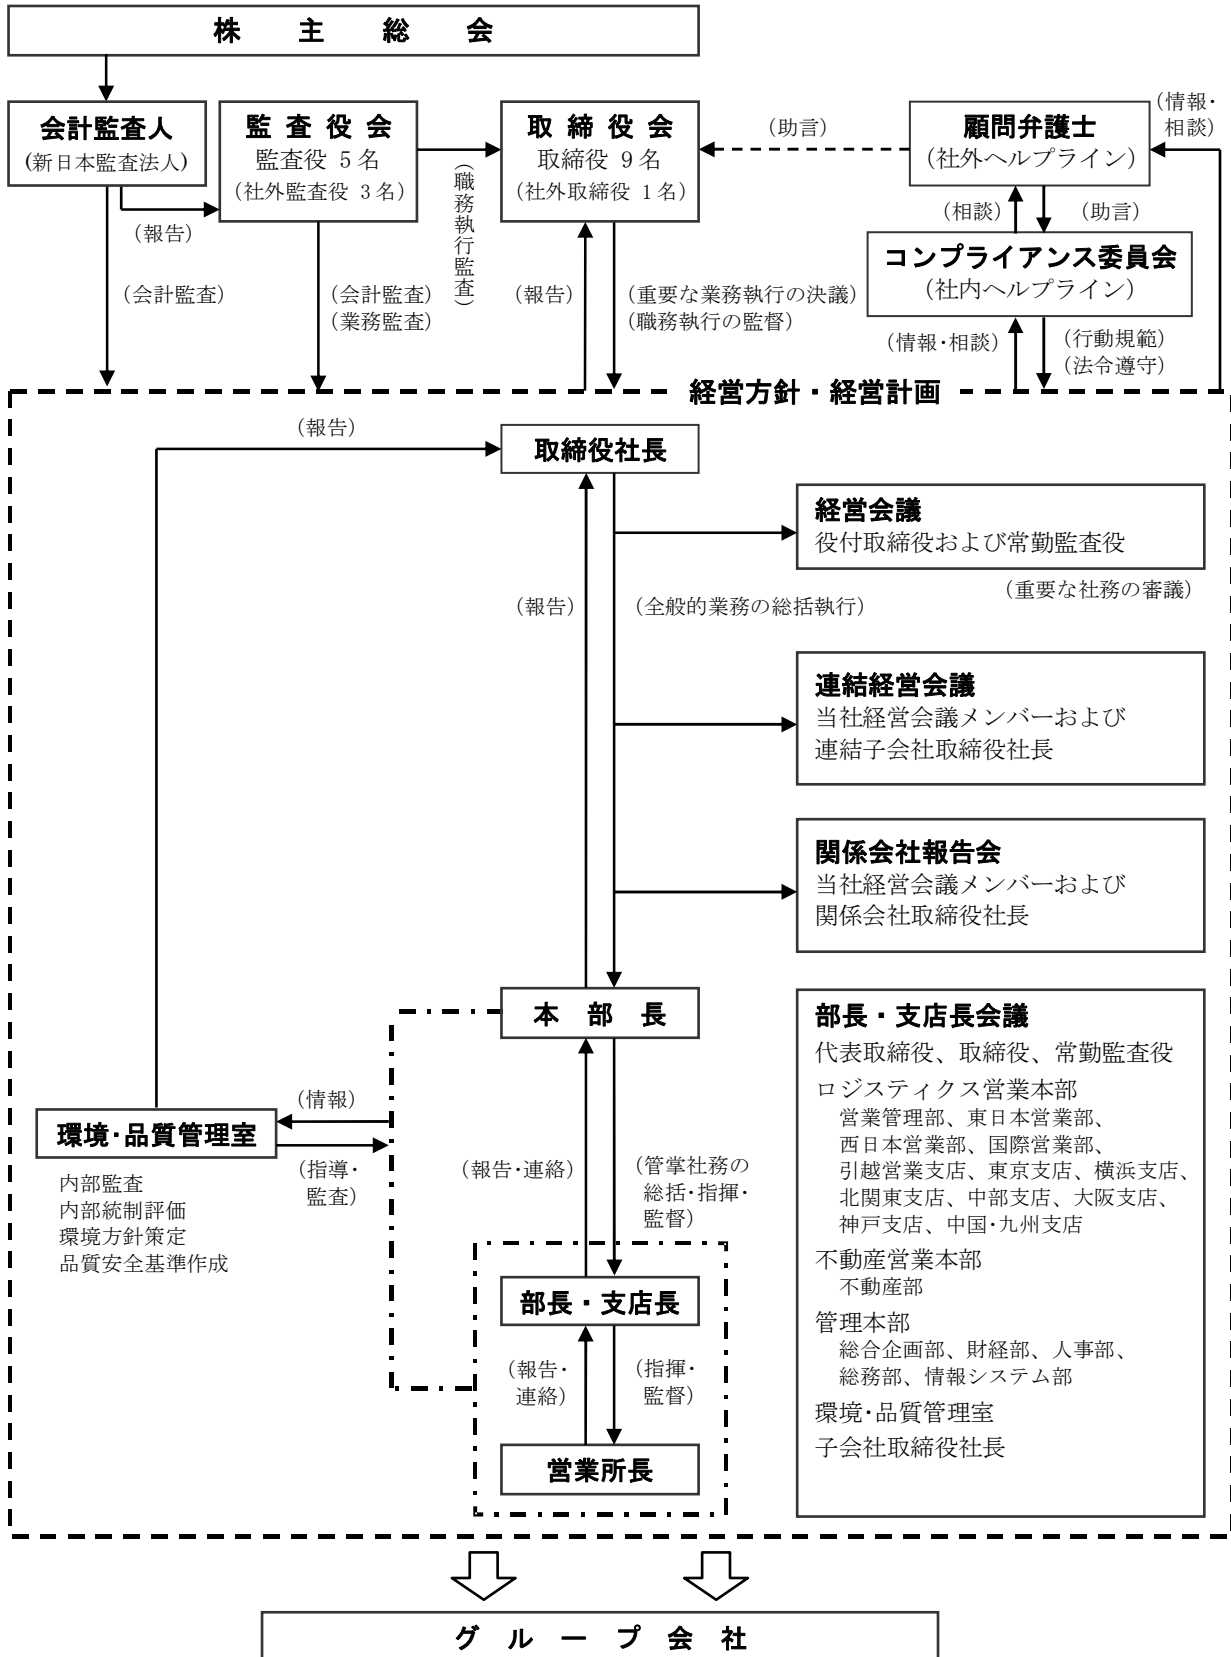 株主総会
会計監査人
(新日本監査法人)
監査役会
監査役 5名
(社外監査役 3名)
取締役会
取締役 9名
(社外取締役 1名)
(助言)
顧問弁護士
(社外ヘルプライン)
(情報・
相談)
(報告)
(職務執行監査)
(相談)
(助言)
コンプライアンス委員会
(社内ヘルプライン)
(会計監査)
(会計監査)
(業務監査)
(報告)
(重要な業務執行の決議)
(職務執行の監督)
(情報・相談)
(行動規範)
(法令遵守)
経営方針・経営計画
(報告)
取締役社長
経営会議
役付取締役および常勤監査役
(重要な社務の審議)
(報告)
(全般的業務の総括執行)
連結経営会議
当社経営会議メンバーおよび
連結子会社取締役社長
関係会社報告会
当社経営会議メンバーおよび
関係会社取締役社長
本部長
部長・支店長会議
代表取締役、取締役、常勤監査役
ロジスティクス営業本部
営業管理部、東日本営業部、
西日本営業部、国際営業部、
引越営業支店、東京支店、横浜支店、
北関東支店、中部支店、大阪支店、
神戸支店、中国・九州支店
不動産営業本部
不動産部
管理本部
総合企画部、財経部、人事部、
総務部、情報システム部
環境・品質管理室
子会社取締役社長
(情報)
環境・品質管理室
(指導・
監査)
内部監査
内部統制評価
環境方針策定
品質安全基準作成
(報告・連絡)
(管掌社務の
総括・指揮・
監督)
部長・支店長
(報告・
連絡)
(指揮・
監督)
営業所長
グループ会社